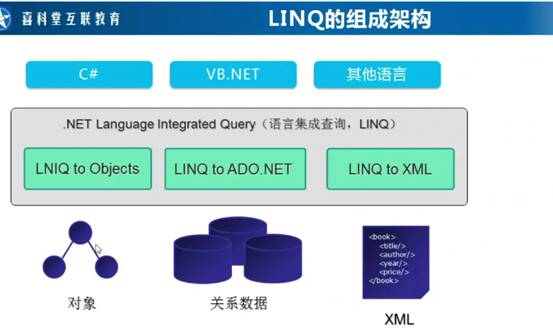 喜科堂互联教育
LINQ的组成架构
C#
VB.NET
其他语言
.NET Language Integrated Query（语言集成查询，LINQ）
LNIQ to Objects
LINQ to ADO.NET
LINQ to XML
对象
关系数据
<book>
<btle/>
<author/>
<year/>
<price/>
</book>
XML